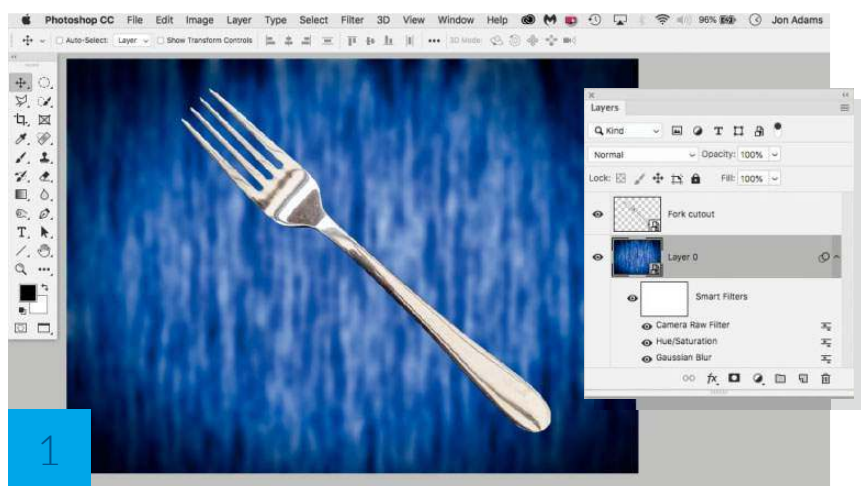 Photoshop CC File Edit Image Layer Type Select Filter 3D View Window Help 96% Jon Adams
Auto-Select: Layer Show Transform Controls 3D Mode:
Layers
Kind
Normal Opacity: 100%
Lock: Fill: 100%
Fork cutout
Layer 0
Smart Filters
Camera Raw Filter
Hue/Saturation
Gaussian Blur
fx
1